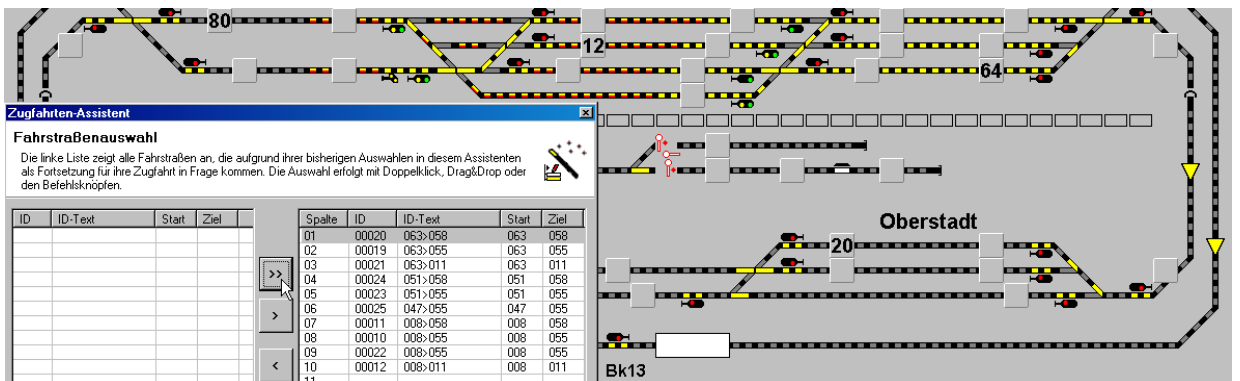 80
12
64
Zugfahrten-Assistent
Fahrstraßenauswahl
Die linke Liste zeigt alle Fahrstraßen an, die aufgrund ihrer bisherigen Auswahlen in diesem Assistenten
als Fortsetzung für ihre Zugfahrt in Frage kommen. Die Auswahl erfolgt mit Doppelklick, Drag&Drop oder
den Befehlsknöpfen.
ID ID-Text Start Ziel
Spalte ID ID-Text Start Ziel
01 00020 063>058 063 058
02 00019 063>055 063 055
03 00021 063>011 063 011
04 00024 051>058 051 058
05 00023 051>055 051 055
06 00025 047>055 047 055
07 00011 008>058 008 058
08 00010 008>055 008 055
09 00022 008>055 008 055
10 00012 008>011 008 011
11
>>
>
<
Oberstadt
20
Bk13